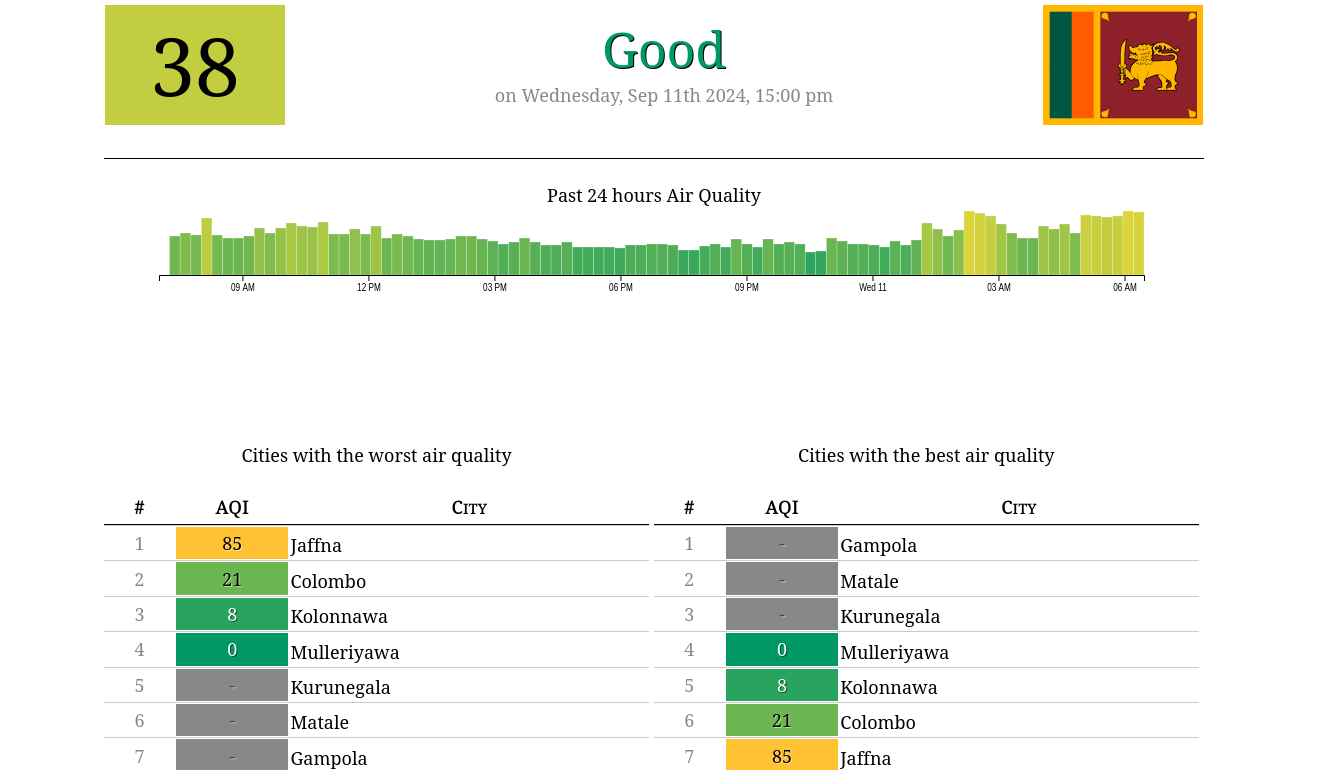 38
Good
on Wednesday, Sep 11th 2024, 15:00 pm
Past 24 hours Air Quality
09 AM 12 PM 03 PM 06 PM 09 PM Wed 11 03 AM 06 AM
Cities with the worst air quality
# AQI City
1 85 Jaffna
2 21 Colombo
3 8 Kolonnawa
4 0 Mulleriyawa
5 - Kurunegala
6 - Matale
7 - Gampola
Cities with the best air quality
# AQI City
1 - Gampola
2 - Matale
3 - Kurunegala
4 0 Mulleriyawa
5 8 Kolonnawa
6 21 Colombo
7 85 Jaffna